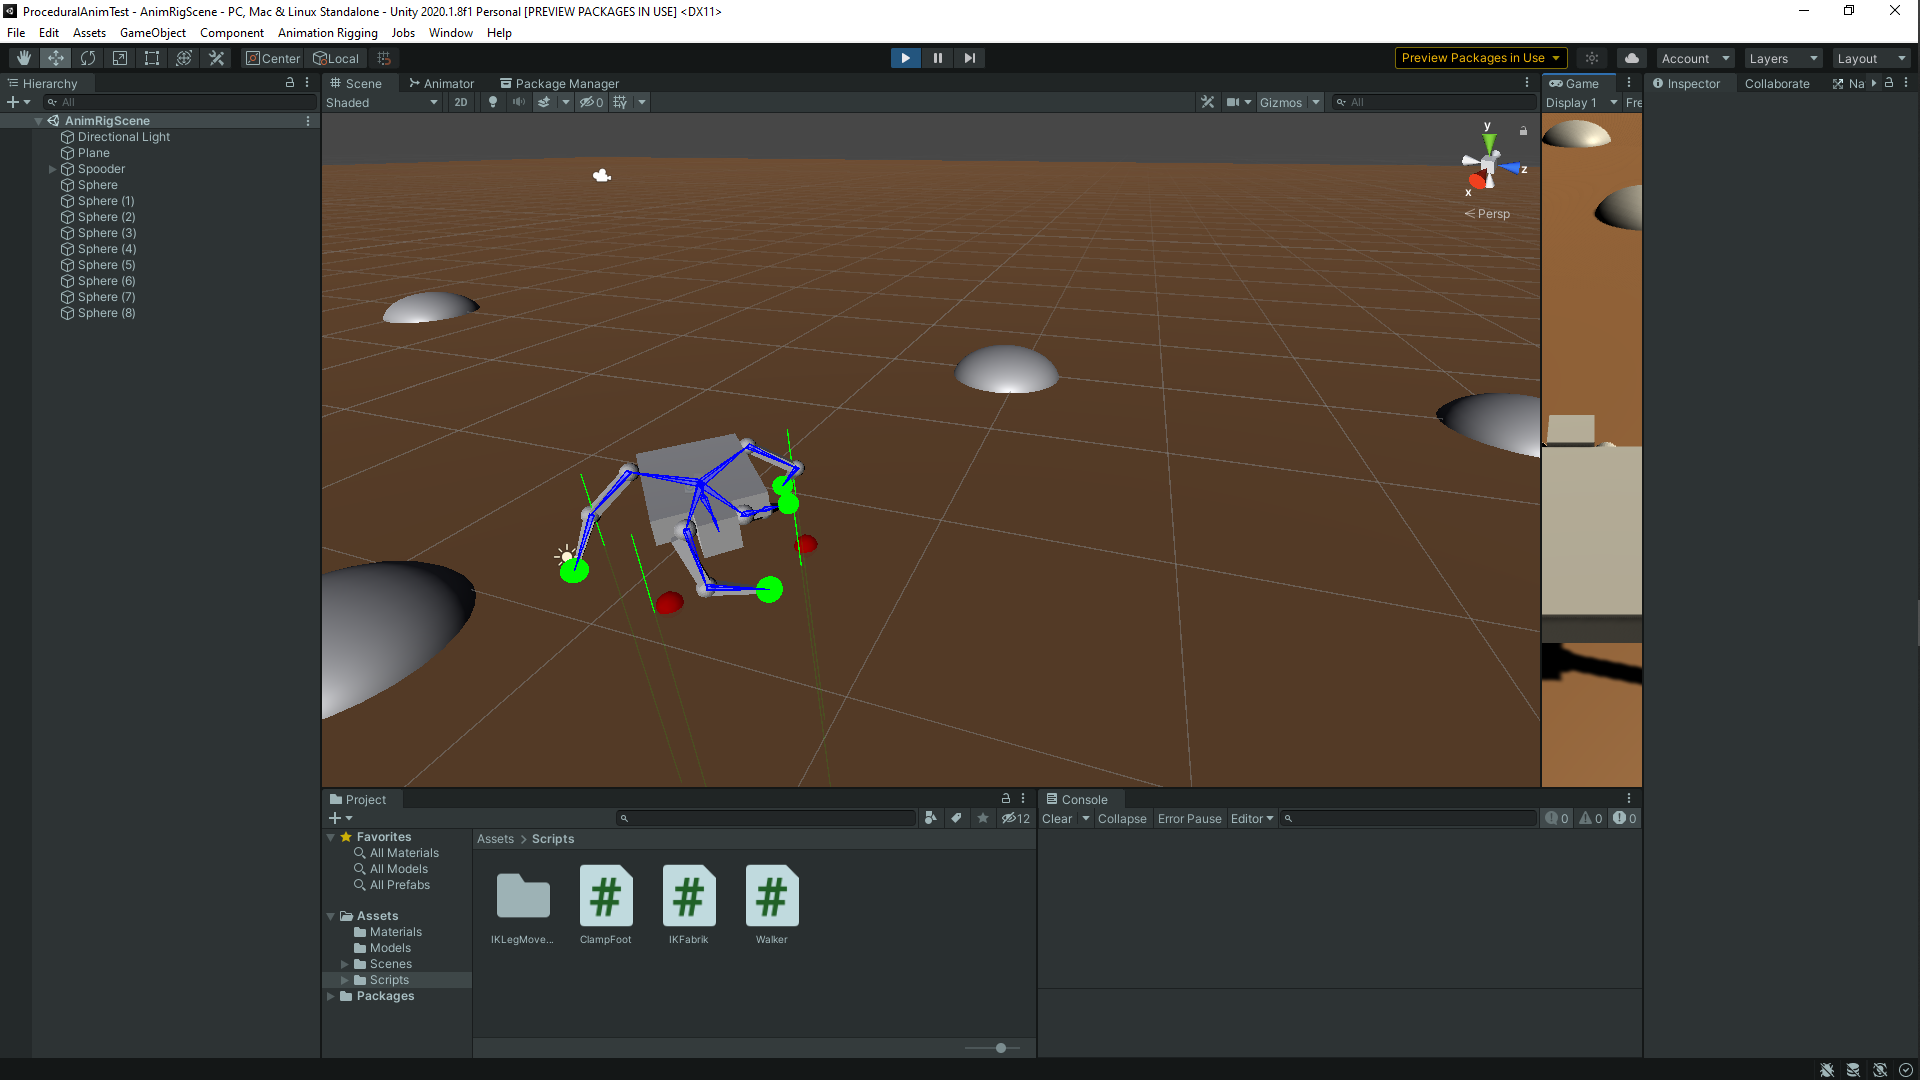 ProceduralAnimTest - AnimRigScene - PC, Mac & Linux Standalone - Unity 2020.1.8f1 Personal [PREVIEW PACKAGES IN USE] <DX11>
File Edit Assets GameObject Component Animation Rigging Jobs Window Help
Center Local Preview Packages in Use Account Layers Layout
Hierarchy Scene Animator Package Manager Game Inspector Collaborate Na
All Shaded 2D 0 Gizmos All Display 1 Fre
AnimRigScene
Directional Light
Plane
Spooder
Sphere
Sphere (1)
Sphere (2)
Sphere (3)
Sphere (4)
Sphere (5)
Sphere (6)
Sphere (7)
Sphere (8)
y
z
x
Persp
Project Console
12 Clear Collapse Error Pause Editor 0 0 0
Favorites
All Materials
All Models
All Prefabs
Assets
Materials
Models
Scenes
Scripts
Packages
Assets > Scripts
IKLegMove... ClampFoot IKFabrik Walker